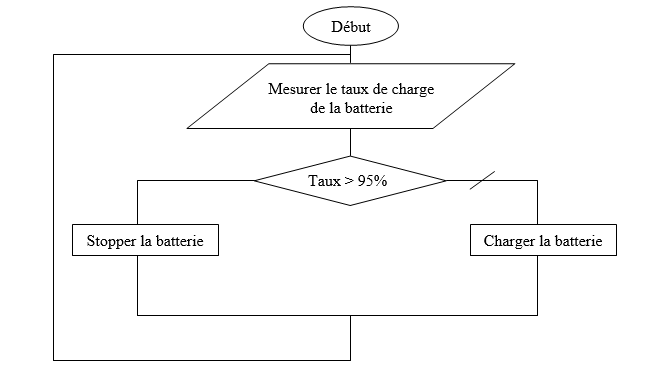 Début
Mesurer le taux de charge
de la batterie
Taux > 95%
Stopper la batterie
Charger la batterie